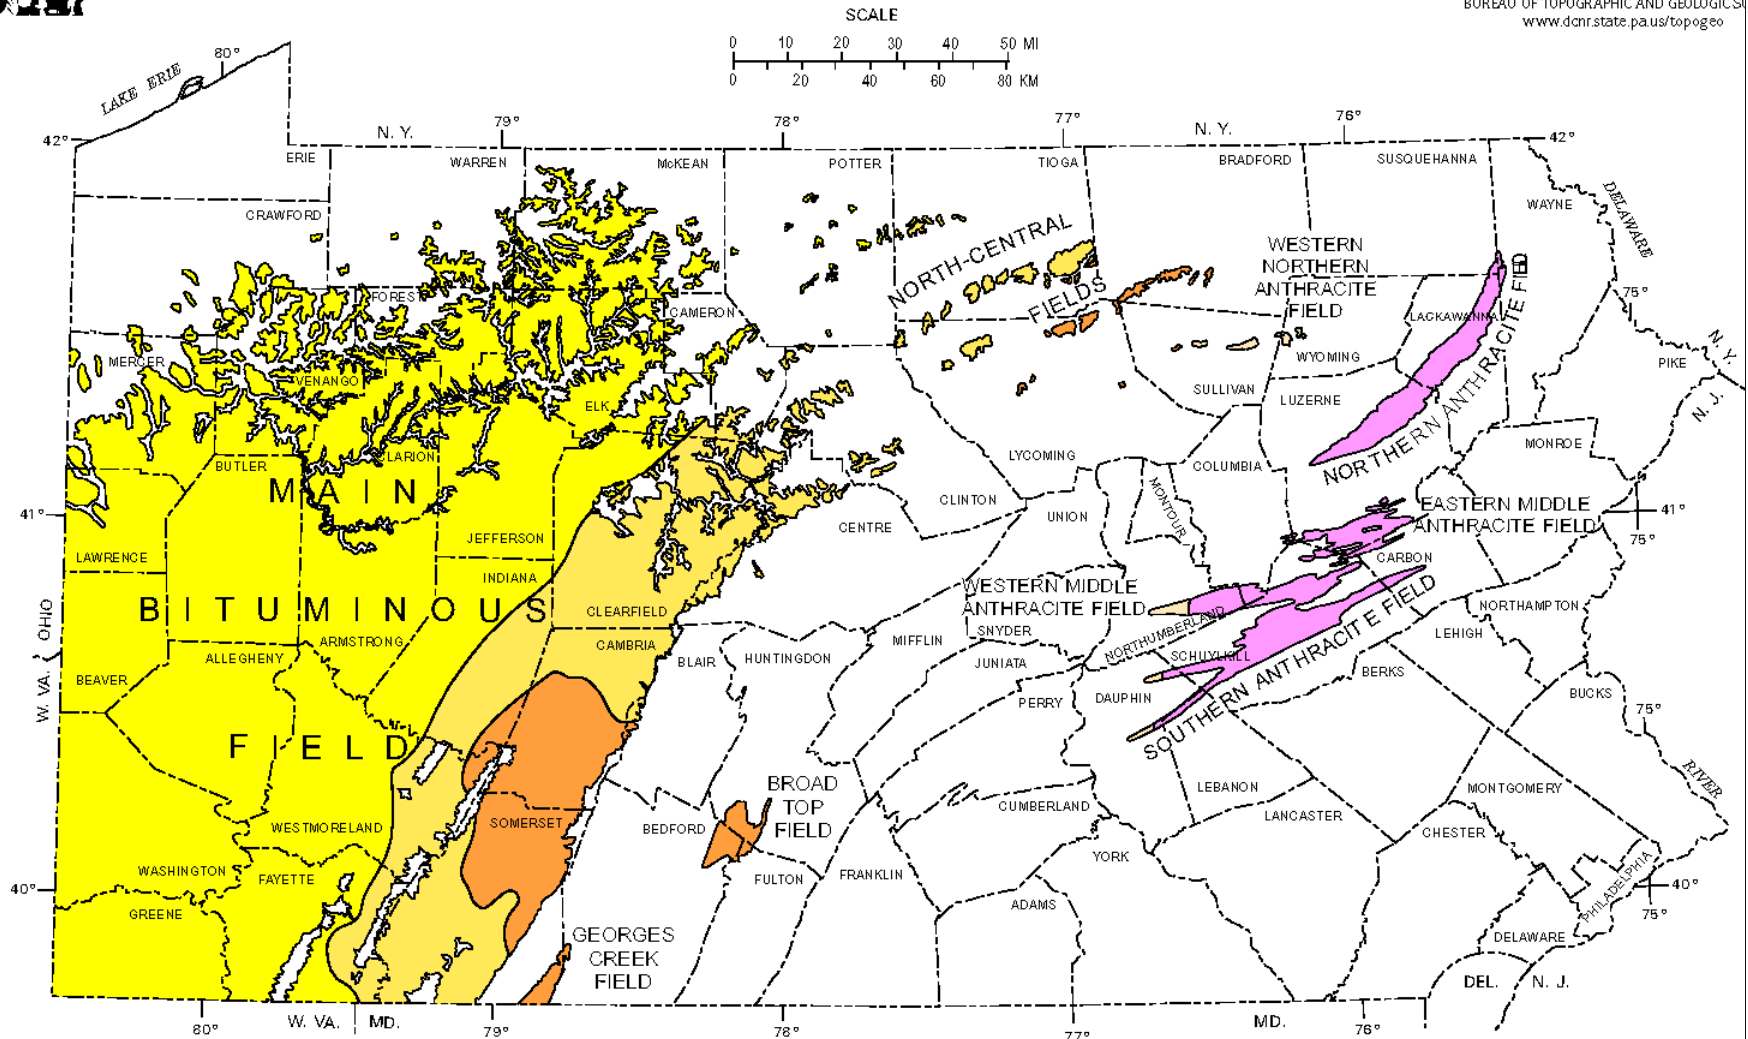 BUREAU OF TOPOGRAPHIC AND GEOLOGIC
www.dcnr.state.pa.us/topogeo
SCALE
0 10 20 30 40 50 MI
0 20 40 60 80 KM
LAKE ERIE
80°
42°
79°
N. Y.
78°
77°
N. Y.
76°
42°
ERIE
WARREN
McKEAN
POTTER
TIOGA
BRADFORD
SUSQUEHANNA
WAYNE
DELAWARE
CRAWFORD
NORTH-CENTRAL
FIELDS
WESTERN
NORTHERN
ANTHRACITE
FIELD
FOREST
CAMERON
LACKAWANNA
75°
MERCER
VENANGO
ELK
WYOMING
SULLIVAN
LUZERNE
PIKE
N. Y.
N. J.
NORTHERN ANTHRACITE FIELD
BUTLER
CLARION
LYCOMING
COLUMBIA
MONROE
MAIN
CLINTON
MONTOUR
EASTERN MIDDLE
ANTHRACITE FIELD
41°
41°
75°
CENTRE
UNION
JEFFERSON
LAWRENCE
CARBON
INDIANA
WESTERN MIDDLE
ANTHRACITE FIELD
BITUMINOUS
CLEARFIELD
NORTHAMPTON
OHIO
W. VA.
ARMSTRONG
CAMBRIA
MIFFLIN
SNYDER
NORTHUMBERLAND
LEHIGH
ALLEGHENY
BLAIR
HUNTINGDON
JUNIATA
SCHUYLKILL
BERKS
BEAVER
PERRY
DAUPHIN
SOUTHERN ANTHRACITE FIELD
BUCKS
75°
FIELD
BROAD
TOP
FIELD
LEBANON
MONTGOMERY
RIVER
CUMBERLAND
LANCASTER
WESTMORELAND
SOMERSET
BEDFORD
CHESTER
WASHINGTON
FAYETTE
FULTON
FRANKLIN
YORK
PHILADELPHIA
40°
40°
75°
GREENE
ADAMS
GEORGES
CREEK
FIELD
DELAWARE
DEL.
N. J.
80°
W. VA.
MD.
79°
78°
77°
MD.
76°